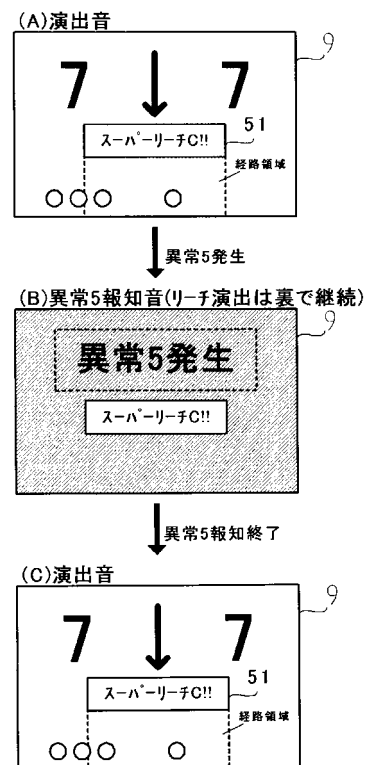 (A)演出音
9
7 ↓ 7
51
スーパーリーチC!!
経路領域
○○○ ○
異常5発生
(B)異常5報知音(リーチ演出は裏で継続)
9
異常5発生
スーパーリーチC!!
異常5報知終了
(C)演出音
9
7 ↓ 7
51
スーパーリーチC!!
経路領域
○○○ ○